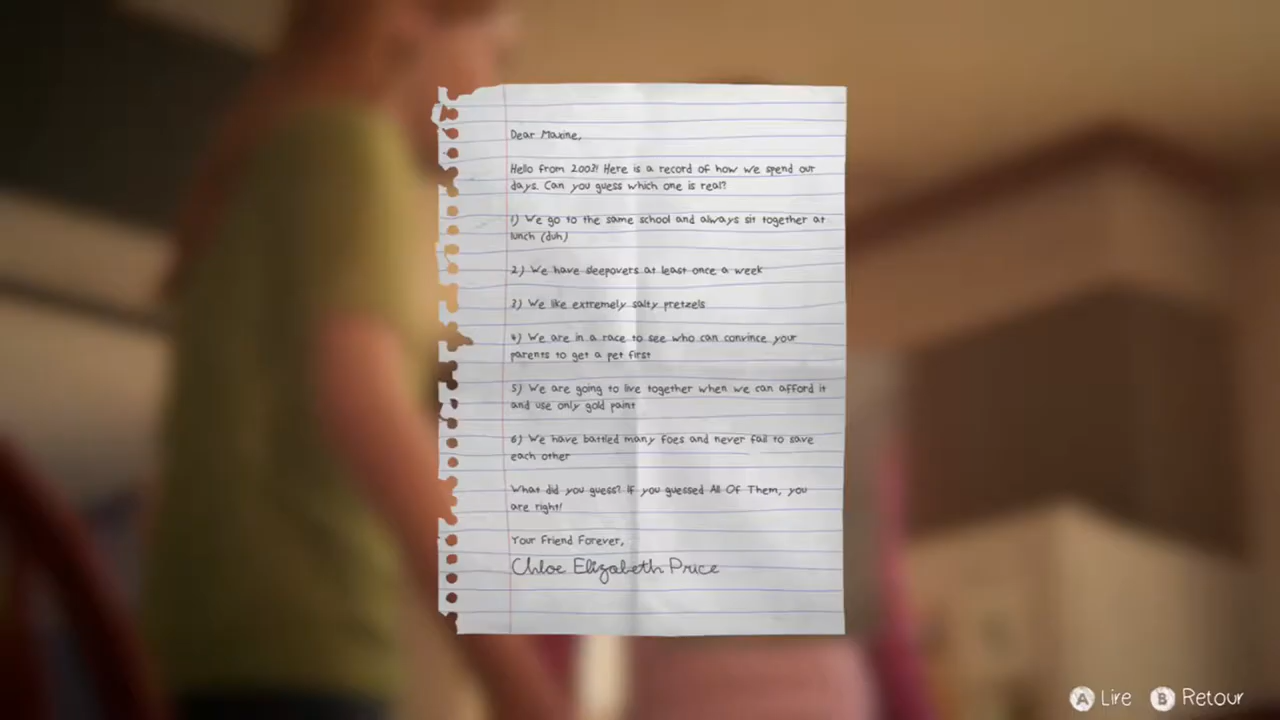 Dear Maxine,
Hello from 2003! Here is a record of how we spend our
days. Can you guess which one is real?
1) We go to the same school and always sit together at
lunch (duh)
2) We have sleepovers at least once a week
3) We like extremely salty pretzels
4) We are in a race to see who can convince your
parents to get a pet first
5) We are going to live together when we can afford it
and use only gold paint
6) We have battled many foes and never fail to save
each other
What did you guess? If you guessed All Of Them, you
are right!
Your Friend Forever,
Chloe Elizabeth Price
A Lire B Retour